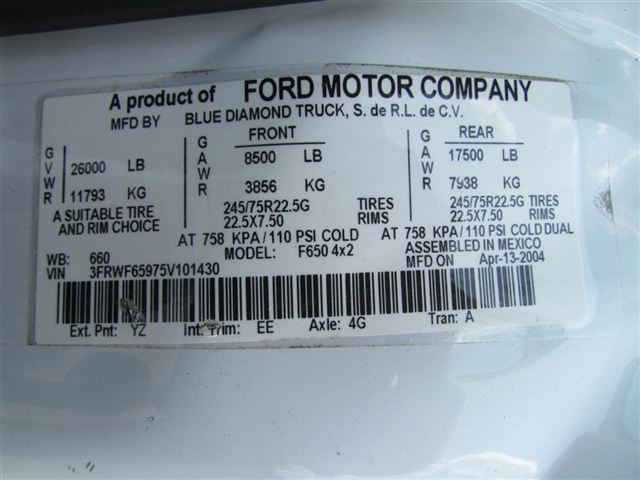 A product of FORD MOTOR COMPANY
MFD BY BLUE DIAMOND TRUCK, S. de R.L. de C.V.
GVWR 26000 LB
11793 KG
FRONT
GAWR 8500 LB
3856 KG
REAR
GAWR 17500 LB
7938 KG
A SUITABLE TIRE AND RIM CHOICE
245/75R22.5G TIRES 245/75R22.5G TIRES
22.5X7.50 RIMS 22.5X7.50 RIMS
AT 758 KPA/110 PSI COLD AT 758 KPA/110 PSI COLD DUAL
WB: 660 MODEL: F650 4x2 ASSEMBLED IN MEXICO
VIN 3FRWF65975V101430 MFD ON Apr-13-2004
Ext. Pnt: YZ Int. Trim: EE Axle: 4G Tran: A